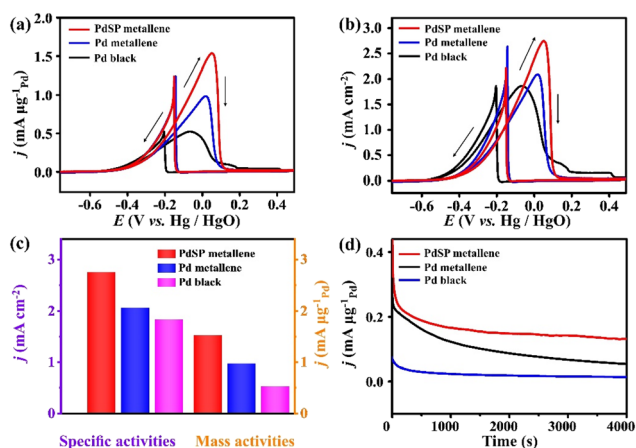 (a)
PdSP metallene
Pd metallene
Pd black
j (mA μg⁻¹Pd)
1.5
1.0
0.5
0.0
-0.6 -0.4 -0.2 0.0 0.2 0.4
E (V vs. Hg / HgO)
(b)
PdSP metallene
Pd metallene
Pd black
j (mA cm⁻²)
3.0
2.5
2.0
1.5
1.0
0.5
0.0
-0.6 -0.4 -0.2 0.0 0.2 0.4
E (V vs. Hg / HgO)
(c)
PdSP metallene
Pd metallene
Pd black
j (mA cm⁻²)
3
2
1
0
j (mA μg⁻¹Pd)
3
2
1
0
Specific activities Mass activities
(d)
PdSP metallene
Pd metallene
Pd black
j (mA μg⁻¹Pd)
0.4
0.2
0.0
0 1000 2000 3000 4000
Time (s)